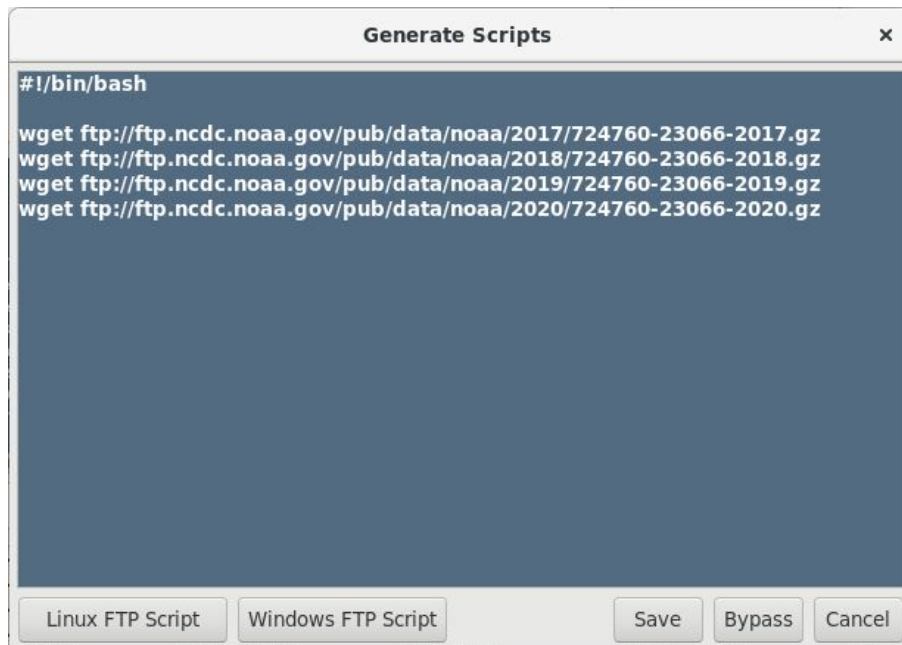 Generate Scripts ×
#!/bin/bash
wget ftp://ftp.ncdc.noaa.gov/pub/data/noaa/2017/724760-23066-2017.gz
wget ftp://ftp.ncdc.noaa.gov/pub/data/noaa/2018/724760-23066-2018.gz
wget ftp://ftp.ncdc.noaa.gov/pub/data/noaa/2019/724760-23066-2019.gz
wget ftp://ftp.ncdc.noaa.gov/pub/data/noaa/2020/724760-23066-2020.gz
Linux FTP Script Windows FTP Script Save Bypass Cancel